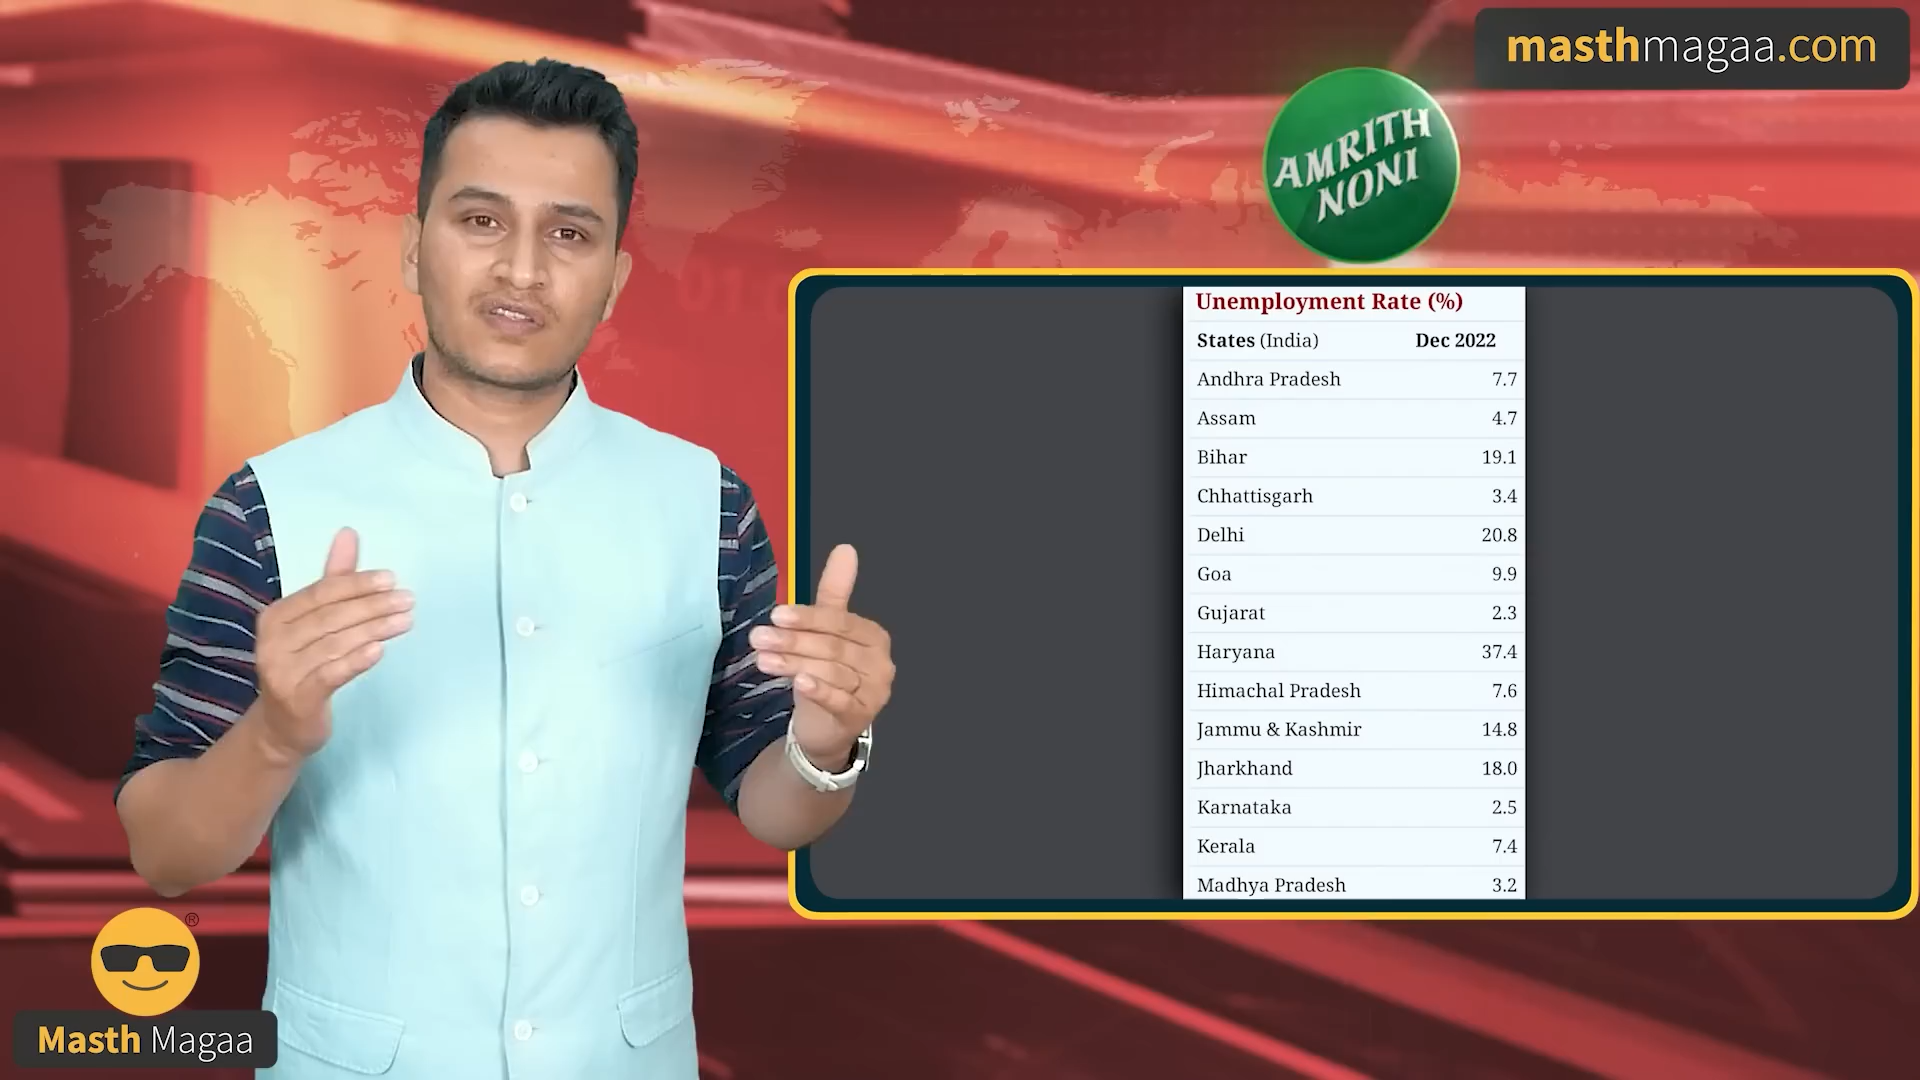 masthmagaa.com
AMRITH
NONI
Unemployment Rate (%)
States (India) Dec 2022
Andhra Pradesh 7.7
Assam 4.7
Bihar 19.1
Chhattisgarh 3.4
Delhi 20.8
Goa 9.9
Gujarat 2.3
Haryana 37.4
Himachal Pradesh 7.6
Jammu & Kashmir 14.8
Jharkhand 18.0
Karnataka 2.5
Kerala 7.4
Madhya Pradesh 3.2
®
Masth Magaa